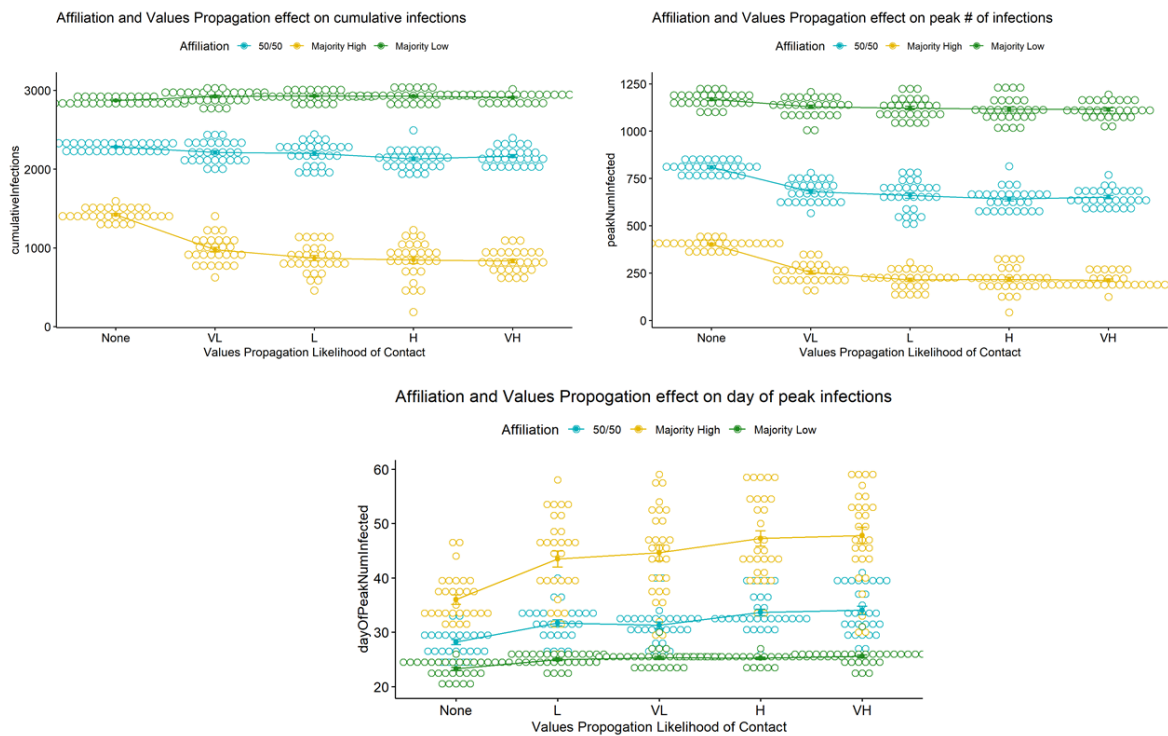 Affiliation and Values Propagation effect on cumulative infections
Affiliation 50/50 Majority High Majority Low
3000
2000
1000
0
cumulativeInfections
None VL L H VH
Values Propagation Likelihood of Contact
Affiliation and Values Propagation effect on peak # of infections
Affiliation 50/50 Majority High Majority Low
1250
1000
750
500
250
0
peakNumInfected
None VL L H VH
Values Propagation Likelihood of Contact
Affiliation and Values Propogation effect on day of peak infections
Affiliation 50/50 Majority High Majority Low
60
50
40
30
20
dayOfPeakNumInfected
None L VL H VH
Values Propogation Likelihood of Contact